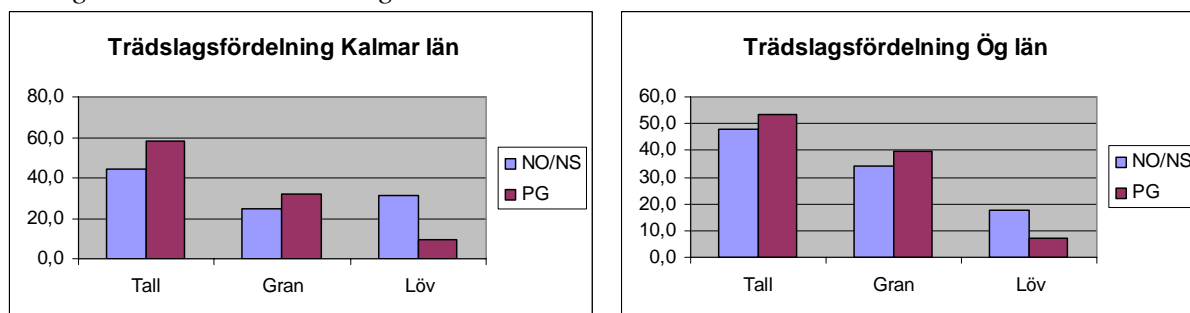 Trädslagsfördelning Kalmar län
80,0
60,0
40,0
20,0
0,0
Tall
Gran
Löv
NO/NS
PG
Trädslagsfördelning Ög län
60,0
50,0
40,0
30,0
20,0
10,0
0,0
Tall
Gran
Löv
NO/NS
PG